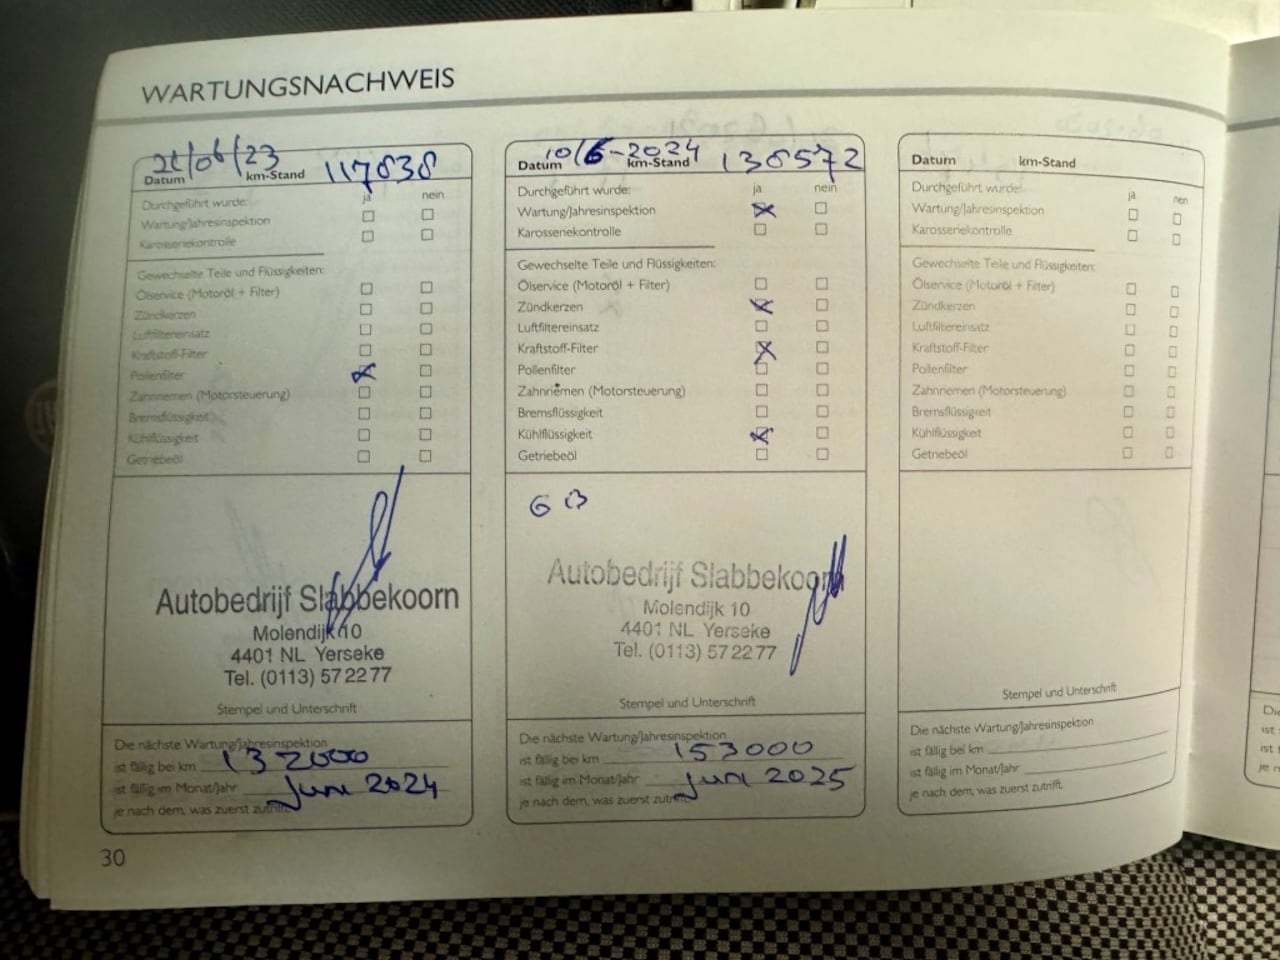 WARTUNGSNACHWEIS
21/06/23 117838
Datum km-Stand
Durchgeführt wurde: ja nein
Wartung/Jahresinspektion
Karosseriekontrolle
Gewechselte Teile und Flüssigkeiten:
Ölservice (Motoröl + Filter)
Zündkerzen
Luftfiltereinsatz
Kraftstoff-Filter
Pollenfilter
Zahnriemen (Motorsteuerung)
Bremsflüssigkeit
Kühlflüssigkeit
Getriebeöl
Autobedrijf Slabbekoorn
Molendijk 10
4401 NL Yerseke
Tel. (0113) 57 22 77
Stempel und Unterschrift
Die nächste Wartung/Jahresinspektion
ist fällig bei km 132000
ist fällig im Monat/Jahr Juni 2024
je nach dem, was zuerst zutrifft.
30
10/6-2024 138572
Datum km-Stand
Durchgeführt wurde: ja nein
Wartung/Jahresinspektion
Karosseriekontrolle
Gewechselte Teile und Flüssigkeiten:
Ölservice (Motoröl + Filter)
Zündkerzen
Luftfiltereinsatz
Kraftstoff-Filter
Pollenfilter
Zahnriemen (Motorsteuerung)
Bremsflüssigkeit
Kühlflüssigkeit
Getriebeöl
Autobedrijf Slabbekoorn
Molendijk 10
4401 NL Yerseke
Tel. (0113) 57 22 77
Stempel und Unterschrift
Die nächste Wartung/Jahresinspektion
ist fällig bei km 153000
ist fällig im Monat/Jahr Juni 2025
je nach dem, was zuerst zutrifft.
Datum km-Stand
Durchgeführt wurde: ja nein
Wartung/Jahresinspektion
Karosseriekontrolle
Gewechselte Teile und Flüssigkeiten:
Ölservice (Motoröl + Filter)
Zündkerzen
Luftfiltereinsatz
Kraftstoff-Filter
Pollenfilter
Zahnriemen (Motorsteuerung)
Bremsflüssigkeit
Kühlflüssigkeit
Getriebeöl
Stempel und Unterschrift
Die nächste Wartung/Jahresinspektion
ist fällig bei km
ist fällig im Monat/Jahr
je nach dem, was zuerst zutrifft.